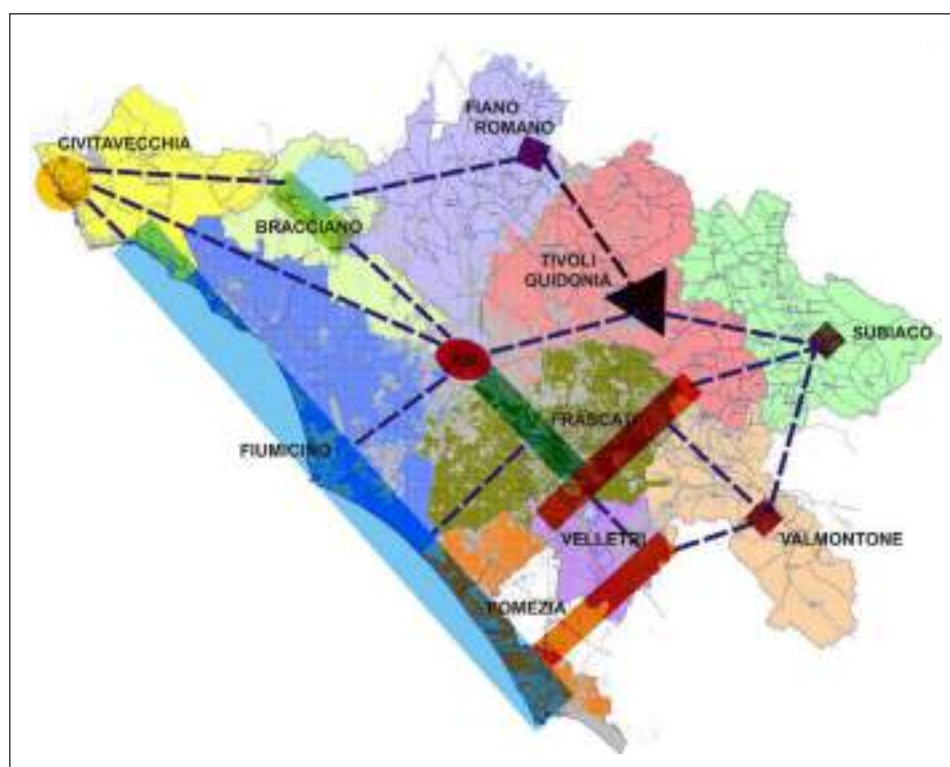 FIANO
ROMANO
CIVITAVECCHIA
BRACCIANO
TIVOLI
GUIDONIA
SUBIACO
FRASCATI
FIUMICINO
VELLETRI
VALMONTONE
POMEZIA